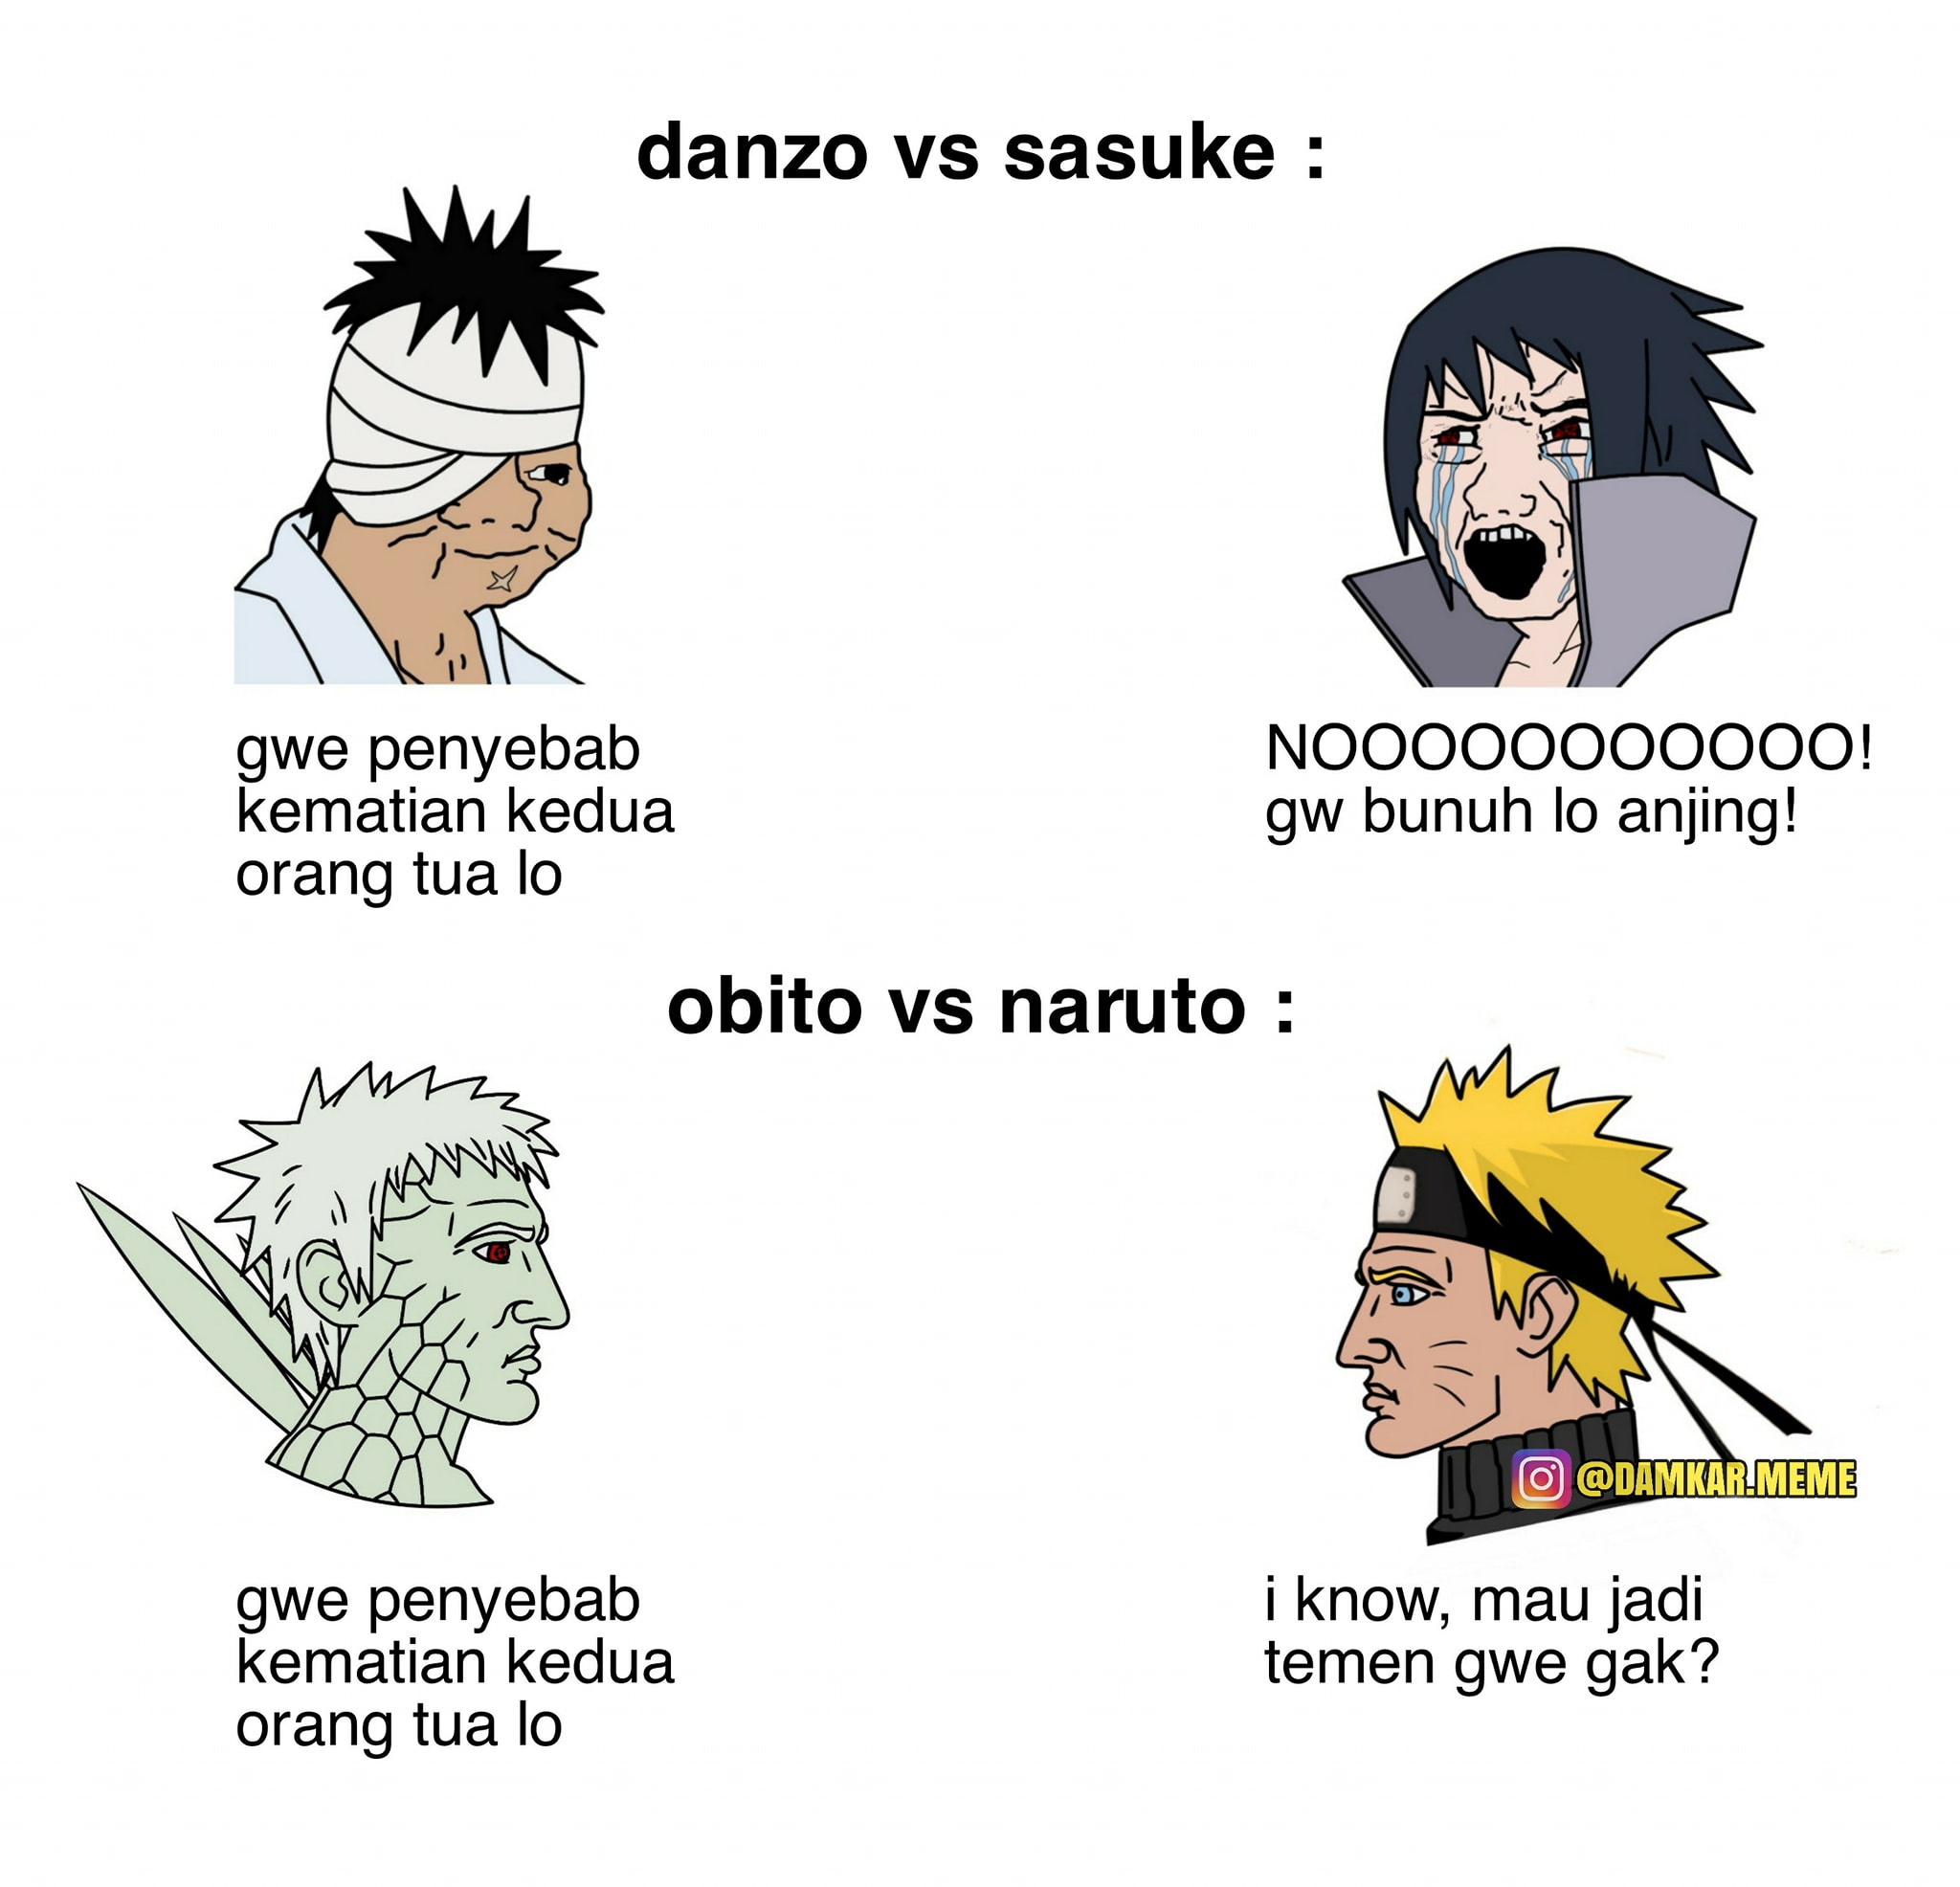 danzo vs sasuke :
gwe penyebab
kematian kedua
orang tua lo
NOOOOOOOOOOOO!
gw bunuh lo anjing!
obito vs naruto :
gwe penyebab
kematian kedua
orang tua lo
@DAMKAR.MEME
i know, mau jadi
temen gwe gak?